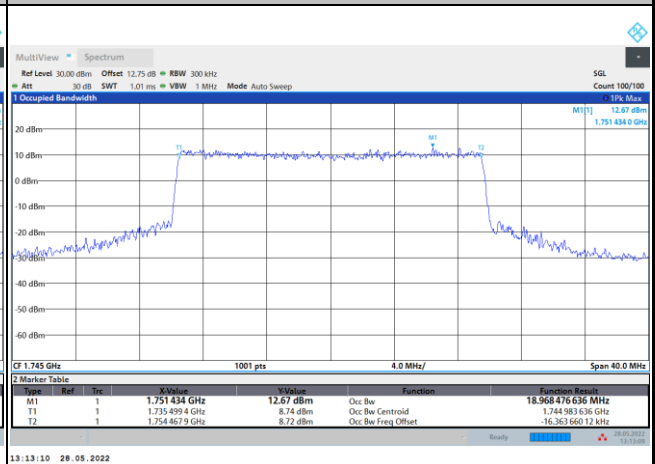 MultiView Spectrum
Ref Level 30.00 dBm Offset 12.75 dB RBW 300 kHz SGL
Att 30 dB SWT 1.01 ms VBW 1 MHz Mode Auto Sweep Count 100/100
1 Occupied Bandwidth 1Pk Max
M1[1] 12.67 dBm
1.751 434 0 GHz
20 dBm
M1
T1 T2
10 dBm
0 dBm
-10 dBm
-20 dBm
-30 dBm
-40 dBm
-50 dBm
-60 dBm
CF 1.745 GHz 1001 pts 4.0 MHz/ Span 40.0 MHz
2 Marker Table
Type Ref Trc X-Value Y-Value Function Function Result
M1 1 1.751 434 GHz 12.67 dBm Occ Bw 18.968 476 636 MHz
T1 1 1.735 499 4 GHz 8.74 dBm Occ Bw Centroid 1.744 983 636 GHz
T2 1 1.754 467 9 GHz 8.72 dBm Occ Bw Freq Offset -16.363 660 12 kHz
Ready 28.05.2022
13:13:09
13:13:10 28.05.2022